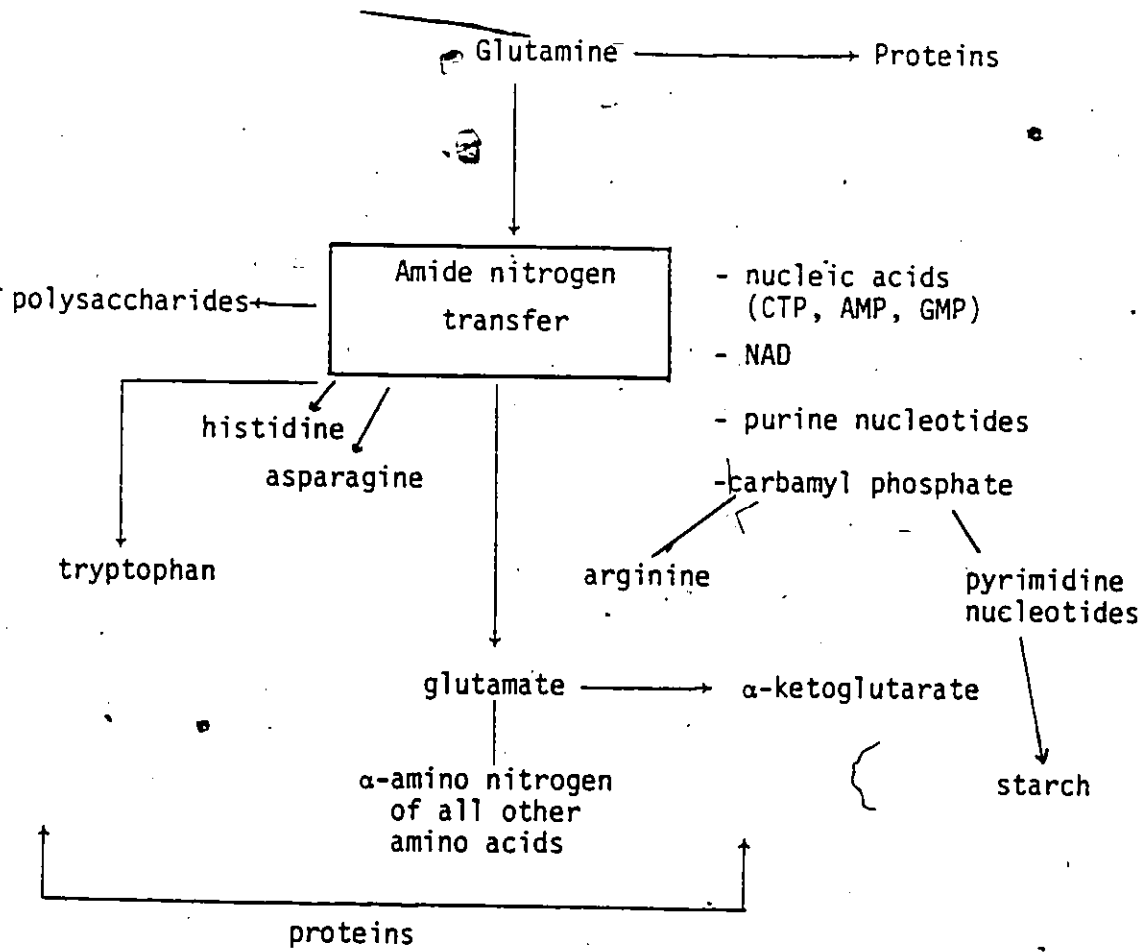 Glutamine
Proteins
Amide nitrogen
transfer
polysaccharides
- nucleic acids
(CTP, AMP, GMP)
- NAD
- purine nucleotides
-carbamyl phosphate
histidine
asparagine
tryptophan
arginine
pyrimidine
nucleotides
glutamate
α-ketoglutarate
α-amino nitrogen
of all other
amino acids
starch
proteins